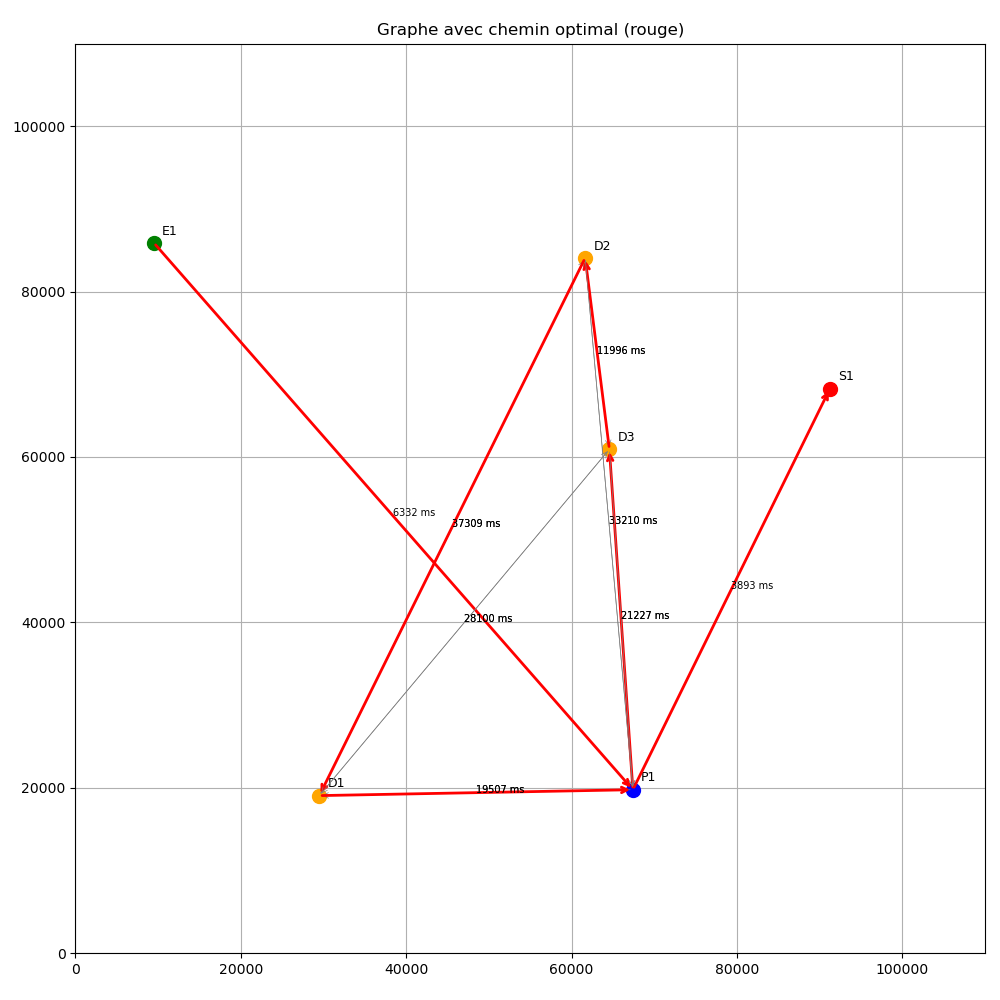 Graphe avec chemin optimal (rouge)
100000
80000
60000
40000
20000
0
E1
D2
S1
D3
D1
P1
11996 ms
6332 ms
37309 ms
33210 ms
3893 ms
28100 ms
21227 ms
19507 ms
0
20000
40000
60000
80000
100000